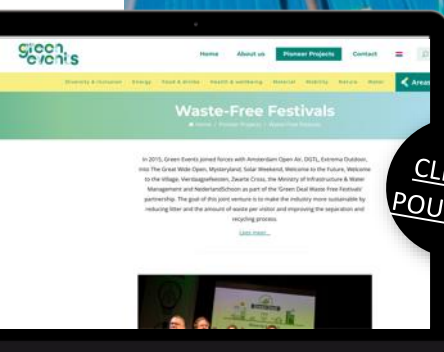 green
events
Home About us Pioneer Projects Contact
Diversity & Inclusion Energy Food & drinks Health & wellbeing Material Mobility Nature Water Areas
Waste-Free Festivals
Home / Pioneer Projects / Waste-Free Festivals
In 2015, Green Events joined forces with Amsterdam Open Air, DGTL, Extrema Outdoor,
Into The Great Wide Open, Mysteryland, Solar Weekend, Welcome to the Future, Welcome
to the Village, Vierdaagsefeesten, Zwarte Cross, the Ministry of Infrastructure & Water
Management and NederlandSchoon as part of the 'Green Deal Waste Free Festivals'
partnership. The goal of this joint venture is to make the industry more sustainable by
reducing litter and the amount of waste per visitor and improving the separation and
recycling process.
CLI
POU